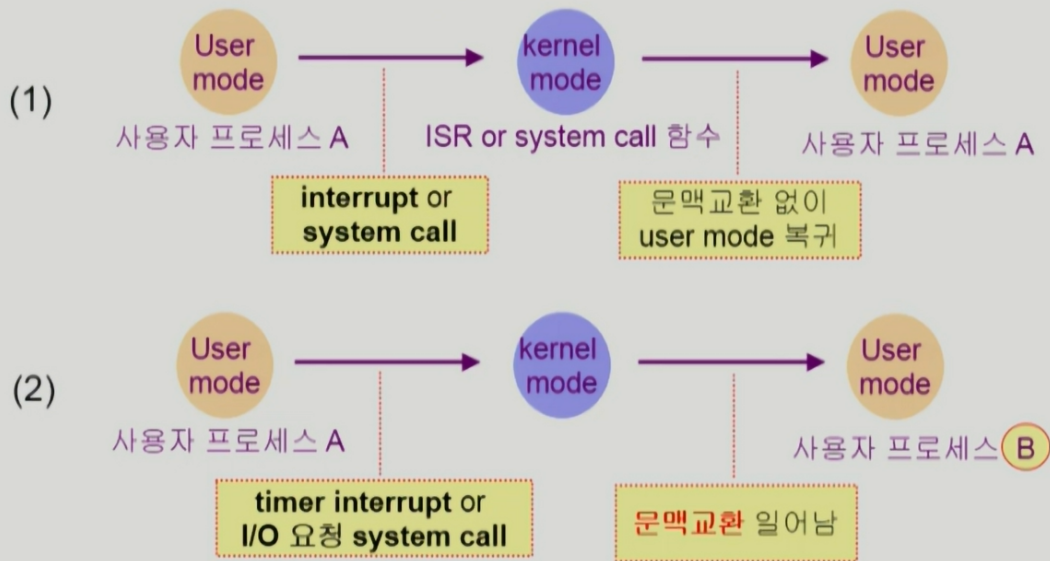 (1)
User
mode
사용자 프로세스 A
interrupt or
system call
kernel
mode
ISR or system call 함수
문맥교환 없이
user mode 복귀
User
mode
사용자 프로세스 A
(2)
User
mode
사용자 프로세스 A
timer interrupt or
I/O 요청 system call
kernel
mode
문맥교환 일어남
User
mode
사용자 프로세스 B